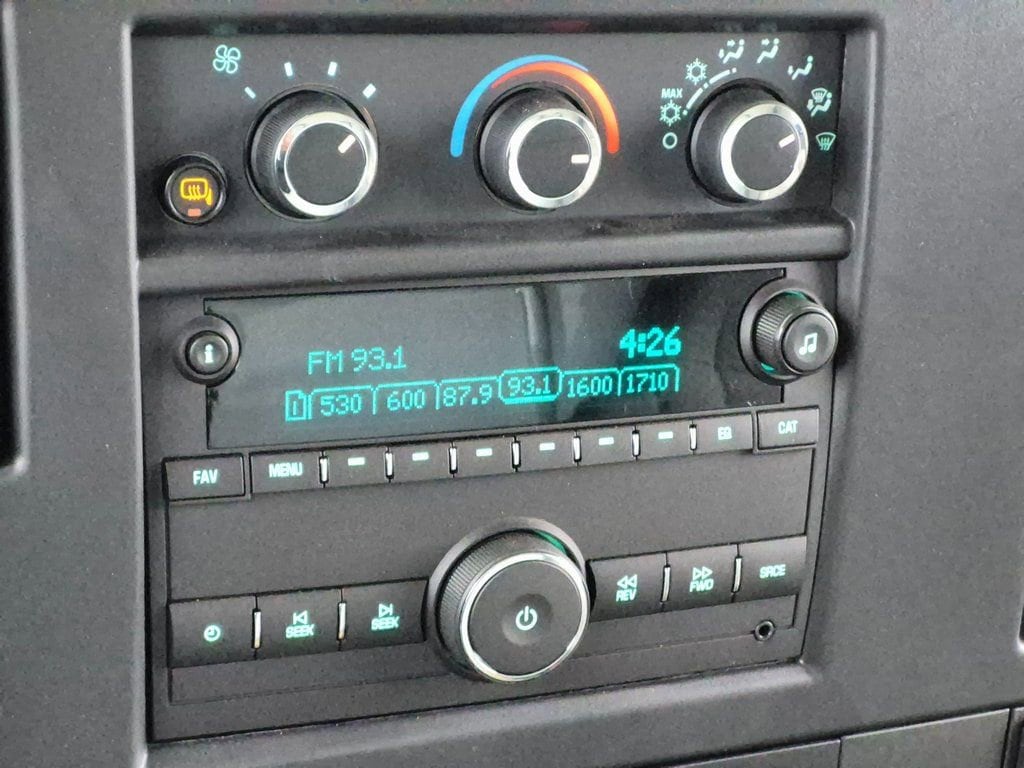 MAX
i
FM 93.1 4:26
1 530 600 87.9 93.1 1600 1710
FAV MENU EQ CAT
SEEK SEEK REV FWD SRCE